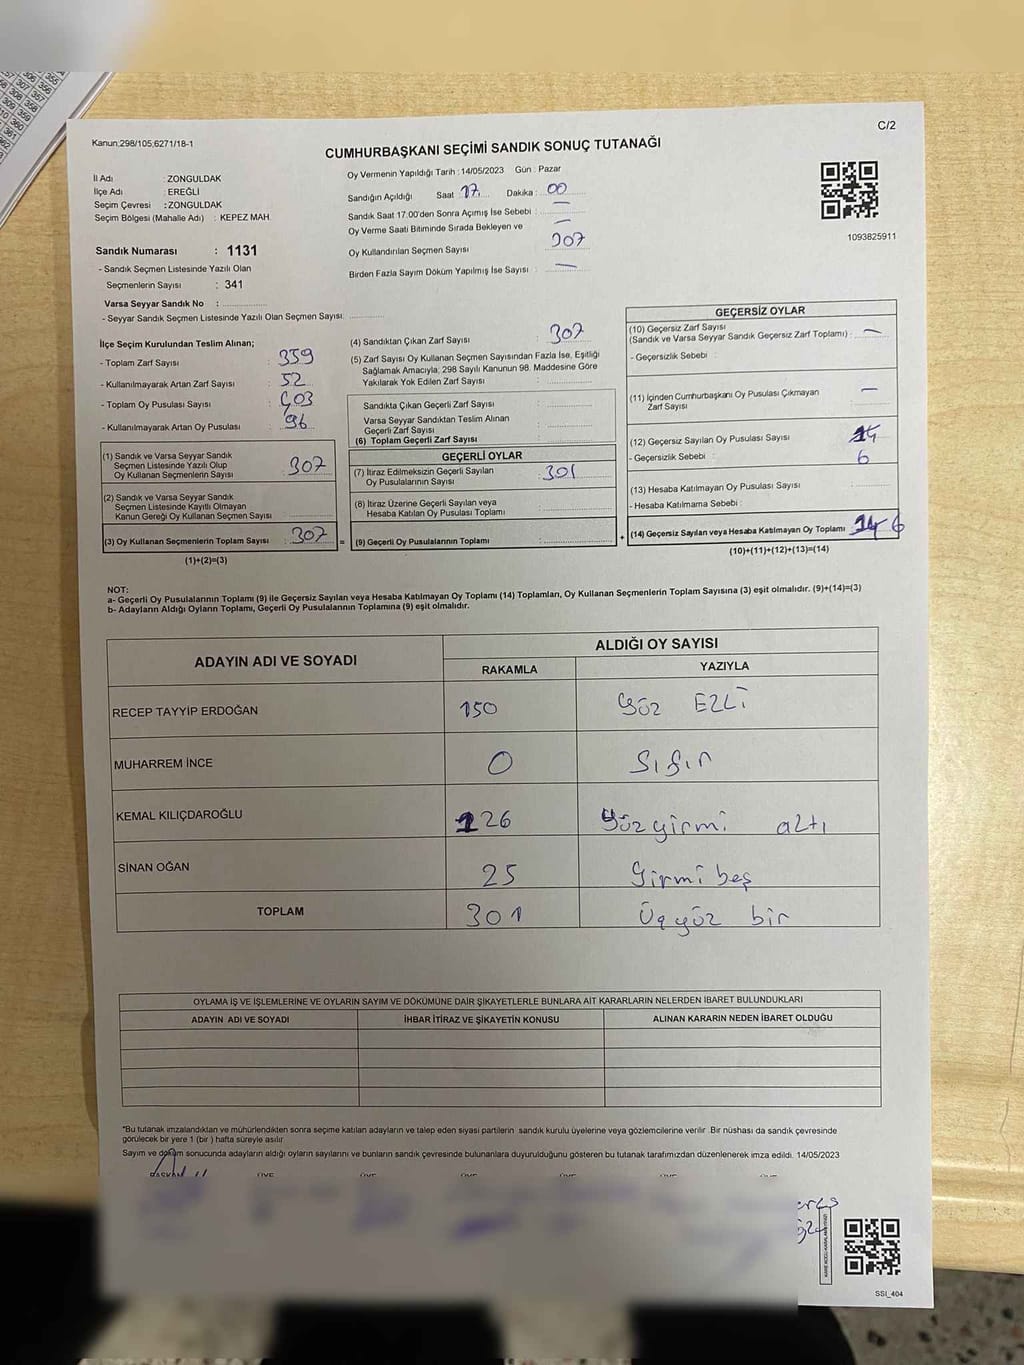 C/2
Kanun:298/105,6271/18-1
CUMHURBAŞKANI SEÇİMİ SANDIK SONUÇ TUTANAĞI
İl Adı : ZONGULDAK
İlçe Adı : EREĞLİ
Seçim Çevresi : ZONGULDAK
Seçim Bölgesi (Mahalle Adı) : KEPEZ MAH.
Oy Vermenin Yapıldığı Tarih : 14/05/2023 Gün : Pazar
Sandığın Açıldığı Saat 17. Dakika : 00
Sandık Saat 17.00'den Sonra Açımış İse Sebebi : —
Oy Verme Saati Bitiminde Sırada Bekleyen ve —
Oy Kullandırılan Seçmen Sayısı 307
Birden Fazla Sayım Döküm Yapılmış İse Sayısı : —
1093825911
Sandık Numarası : 1131
- Sandık Seçmen Listesinde Yazılı Olan
Seçmenlerin Sayısı : 341
Varsa Seyyar Sandık No :
- Seyyar Sandık Seçmen Listesinde Yazılı Olan Seçmen Sayısı:
İlçe Seçim Kurulundan Teslim Alınan;
- Toplam Zarf Sayısı : 359
- Kullanılmayarak Artan Zarf Sayısı : 52
- Toplam Oy Pusulası Sayısı : 403
- Kullanılmayarak Artan Oy Pusulası : 96
(1) Sandık ve Varsa Seyyar Sandık
Seçmen Listesinde Yazılı Olup
Oy Kullanan Seçmenlerin Sayısı : 307
(2) Sandık ve Varsa Seyyar Sandık
Seçmen Listesinde Kayıtlı Olmayan
Kanun Gereği Oy Kullanan Seçmen Sayısı :
(3) Oy Kullanan Seçmenlerin Toplam Sayısı : 307 =
(1)+(2)=(3)
(4) Sandıktan Çıkan Zarf Sayısı : 307
(5) Zarf Sayısı Oy Kullanan Seçmen Sayısından Fazla İse, Eşitliği
Sağlamak Amacıyla; 298 Sayılı Kanunun 98. Maddesine Göre
Yakılarak Yok Edilen Zarf Sayısı :
Sandıkta Çıkan Geçerli Zarf Sayısı :
Varsa Seyyar Sandıktan Teslim Alınan
Geçerli Zarf Sayısı :
(6) Toplam Geçerli Zarf Sayısı :
GEÇERLİ OYLAR
(7) İtiraz Edilmeksizin Geçerli Sayılan
Oy Pusulalarının Sayısı : 301
(8) İtiraz Üzerine Geçerli Sayılan veya
Hesaba Katılan Oy Pusulası Toplamı :
(9) Geçerli Oy Pusulalarının Toplamı : +
GEÇERSİZ OYLAR
(10) Geçersiz Zarf Sayısı
(Sandık ve Varsa Seyyar Sandık Geçersiz Zarf Toplamı) : —
- Geçersizlik Sebebi :
(11) İçinden Cumhurbaşkanı Oy Pusulası Çıkmayan —
Zarf Sayısı :
(12) Geçersiz Sayılan Oy Pusulası Sayısı : 14
- Geçersizlik Sebebi : 6
(13) Hesaba Katılmayan Oy Pusulası Sayısı :
- Hesaba Katılmama Sebebi :
(14) Geçersiz Sayılan veya Hesaba Katılmayan Oy Toplamı : 14 6
(10)+(11)+(12)+(13)=(14)
NOT:
a- Geçerli Oy Pusulalarının Toplamı (9) ile Geçersiz Sayılan veya Hesaba Katılmayan Oy Toplamı (14) Toplamları, Oy Kullanan Seçmenlerin Toplam Sayısına (3) eşit olmalıdır. (9)+(14)=(3)
b- Adayların Aldığı Oyların Toplamı, Geçerli Oy Pusulalarının Toplamına (9) eşit olmalıdır.
ADAYIN ADI VE SOYADI ALDIĞI OY SAYISI
RAKAMLA YAZIYLA
RECEP TAYYİP ERDOĞAN 150 yüz ELLİ
MUHARREM İNCE 0 Sıfır
KEMAL KILIÇDAROĞLU 126 yüzyirmi altı
SİNAN OĞAN 25 yirmi beş
TOPLAM 301 Üçyüz bir
OYLAMA İŞ VE İŞLEMLERİNE VE OYLARIN SAYIM VE DÖKÜMÜNE DAİR ŞİKAYETLERLE BUNLARA AİT KARARLARIN NELERDEN İBARET BULUNDUKLARI
ADAYIN ADI VE SOYADI İHBAR İTİRAZ VE ŞİKAYETİN KONUSU ALINAN KARARIN NEDEN İBARET OLDUĞU
"Bu tutanak imzalandıktan ve mühürlendikten sonra seçime katılan adayların ve talep eden siyasi partilerin sandık kurulu üyelerine veya gözlemcilerine verilir. Bir nüshası da sandık çevresinde
görülecek bir yere 1 (bir) hafta süreyle asılır
Sayım ve döküm sonucunda adayların aldığı oyların sayılarını ve bunların sandık çevresinde bulunanlara duyurulduğunu gösteren bu tutanak tarafımızdan düzenlenerek imza edildi. 14/05/2023
SSI_404